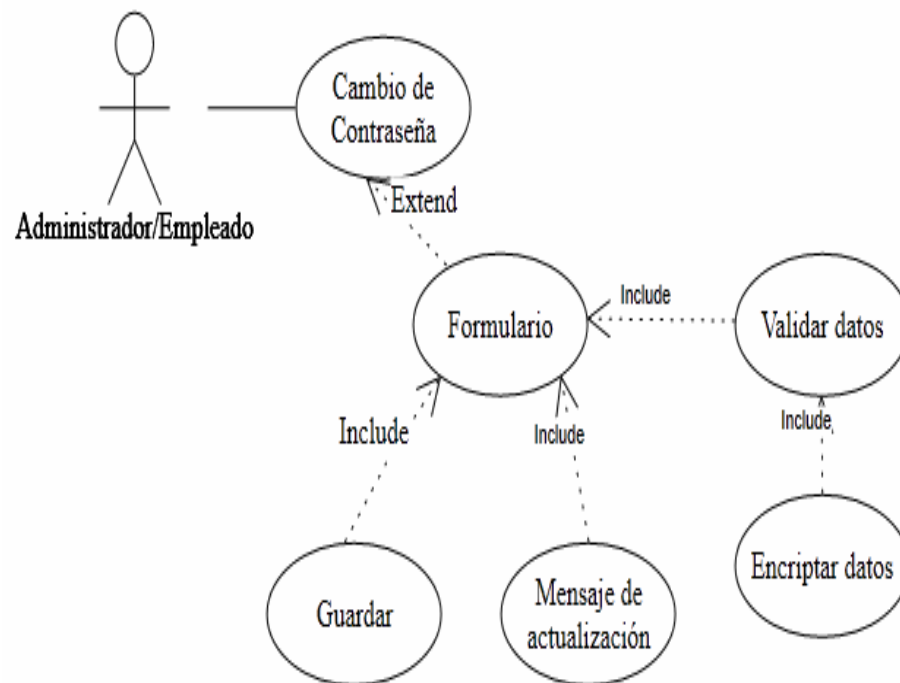 Cambio de
Contraseña
Extend
Administrador/Empleado
Formulario
Include
Validar datos
Include
Include
Include
Guardar
Mensaje de
actualización
Encriptar datos